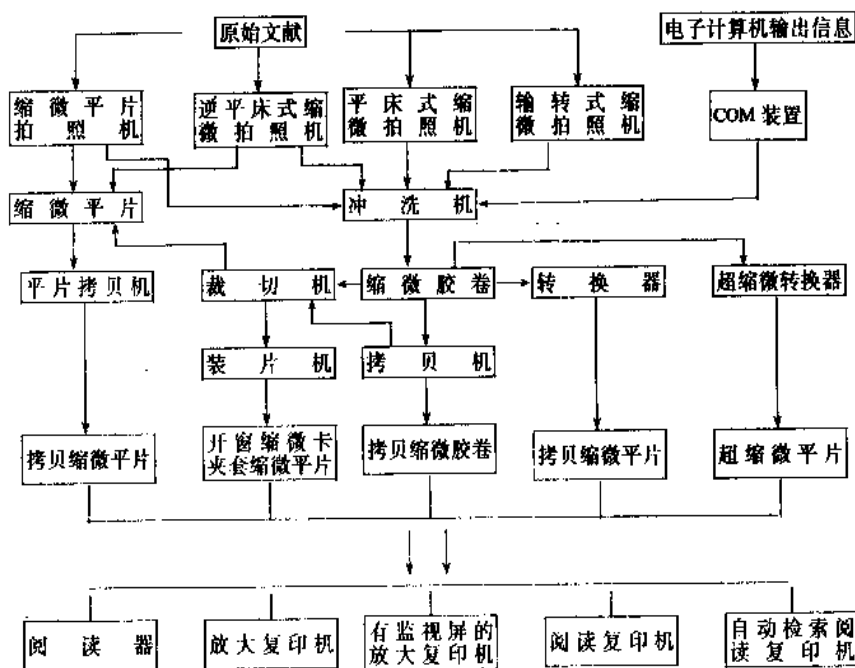 原始文献
电子计算机输出信息
缩微平片
拍照机
逆平床式缩
微拍照机
平床式缩
微拍照机
输转式缩
微拍照机
COM 装置
缩微平片
冲洗机
平片拷贝机
裁切机
缩微胶卷
转换器
超缩微转换器
装片机
拷贝机
拷贝缩微平片
开窗缩微卡
夹套缩微平片
拷贝缩微胶卷
拷贝缩微平片
超缩微平片
阅读器
放大复印机
有监视屏的
放大复印机
阅读复印机
自动检索阅
读复印机